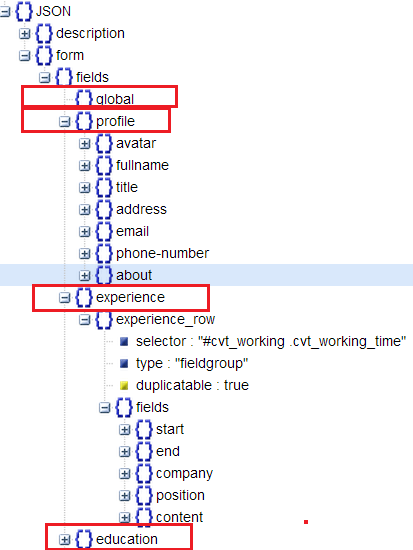 JSON
description
form
fields
global
profile
avatar
fullname
title
address
email
phone-number
about
experience
experience_row
selector : "#cvt_working .cvt_working_time"
type : "fieldgroup"
duplicatable : true
fields
start
end
company
position
content
education